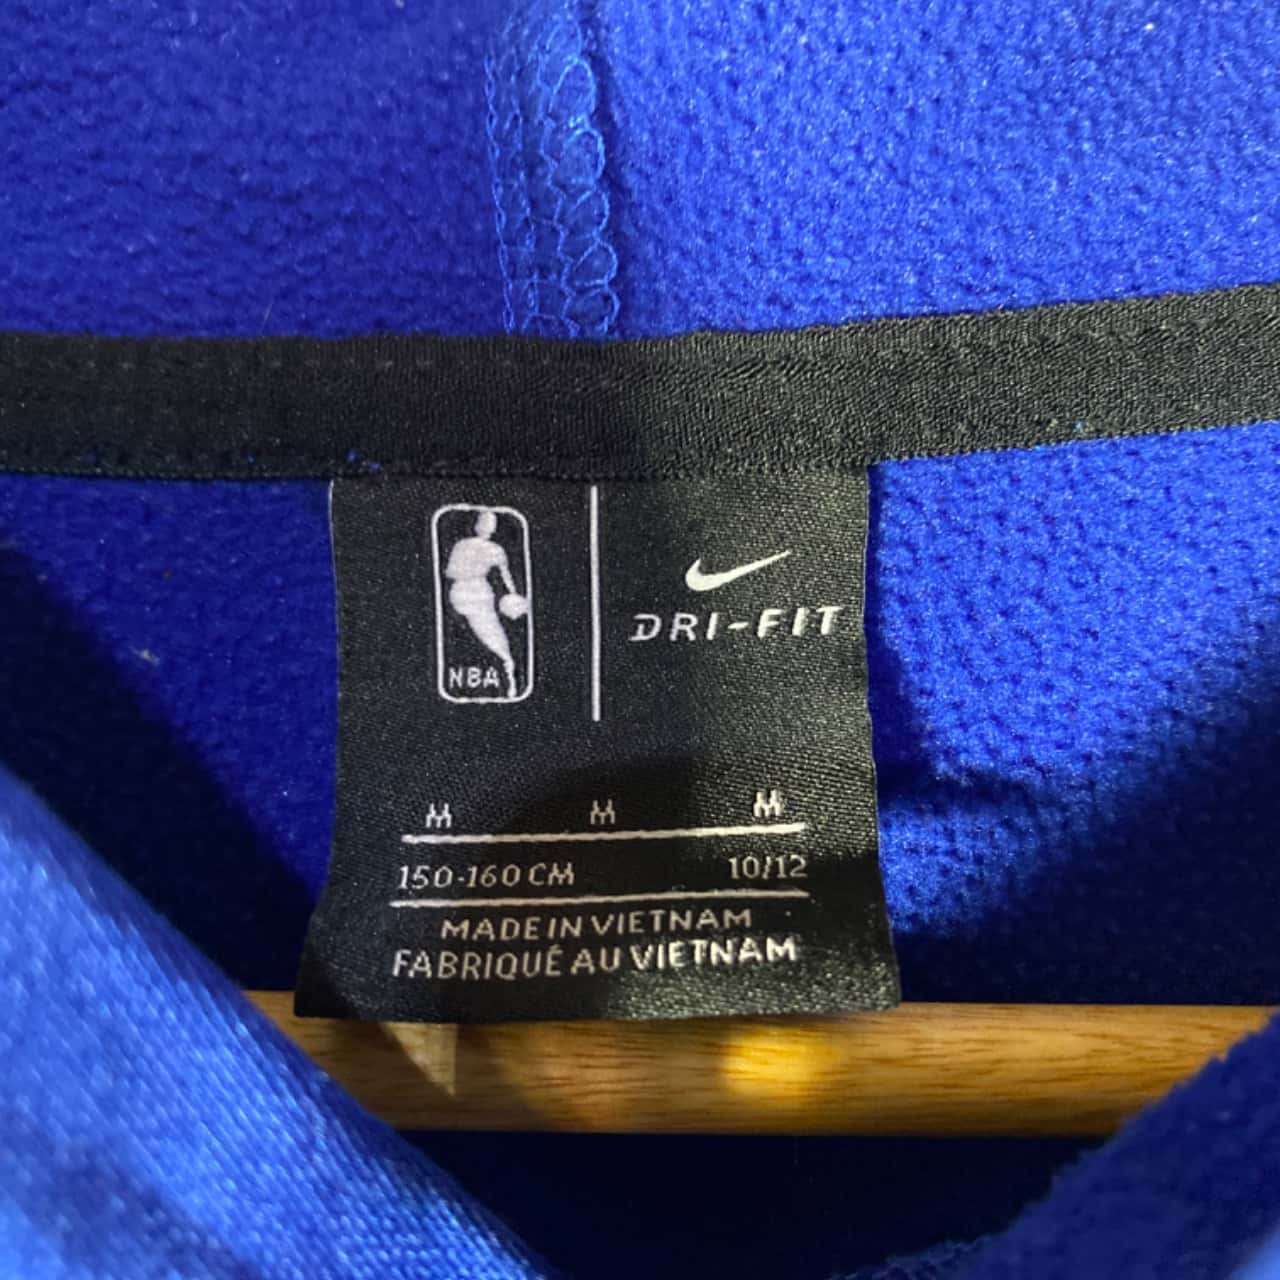 NBA
DRI-FIT
M M M
150-160 CM 10/12
MADE IN VIETNAM
FABRIQUÉ AU VIETNAM